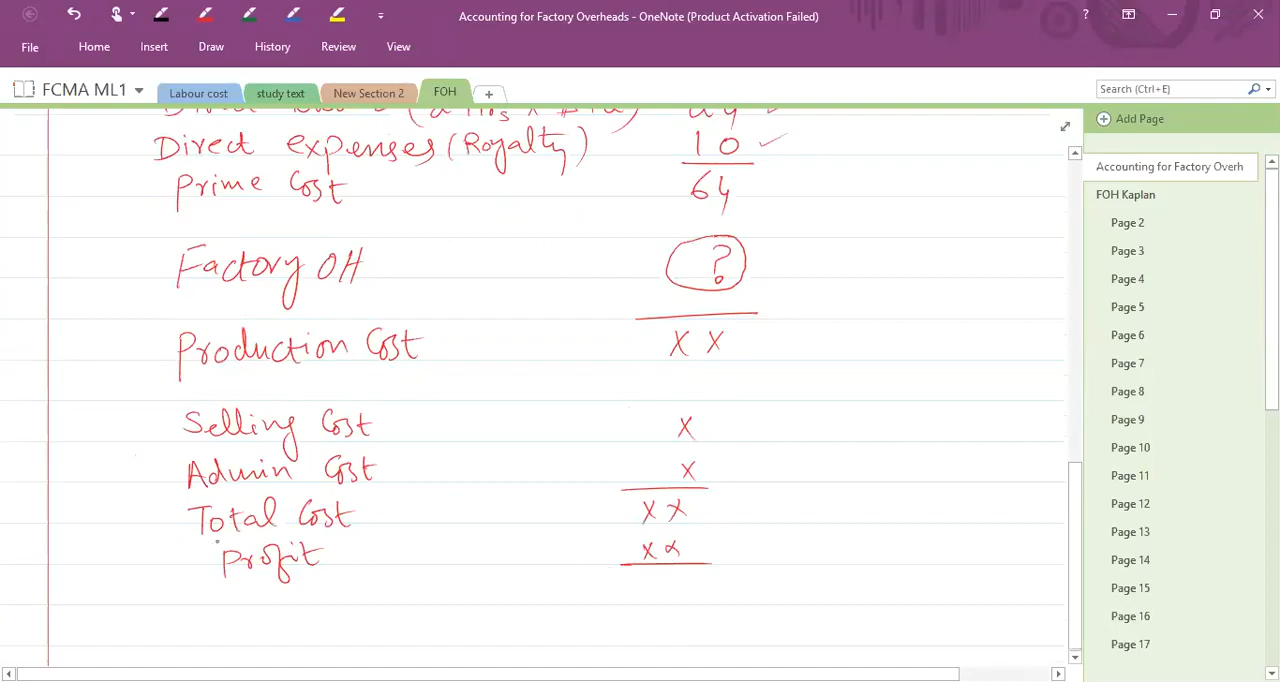 Accounting for Factory Overheads - OneNote (Product Activation Failed)
?
File Home Insert Draw History Review View
FCMA ML1
Labour cost study text New Section 2 FOH
Search (Ctrl+E)
Add Page
Direct expenses (Royalty) 10
Prime Cost 64
Factory OH ?
Production Cost X X
Selling Cost X
Admin Cost X
Total Cost X X
Profit X X
Accounting for Factory Overh
FOH Kaplan
Page 2
Page 3
Page 4
Page 5
Page 6
Page 7
Page 8
Page 9
Page 10
Page 11
Page 12
Page 13
Page 14
Page 15
Page 16
Page 17